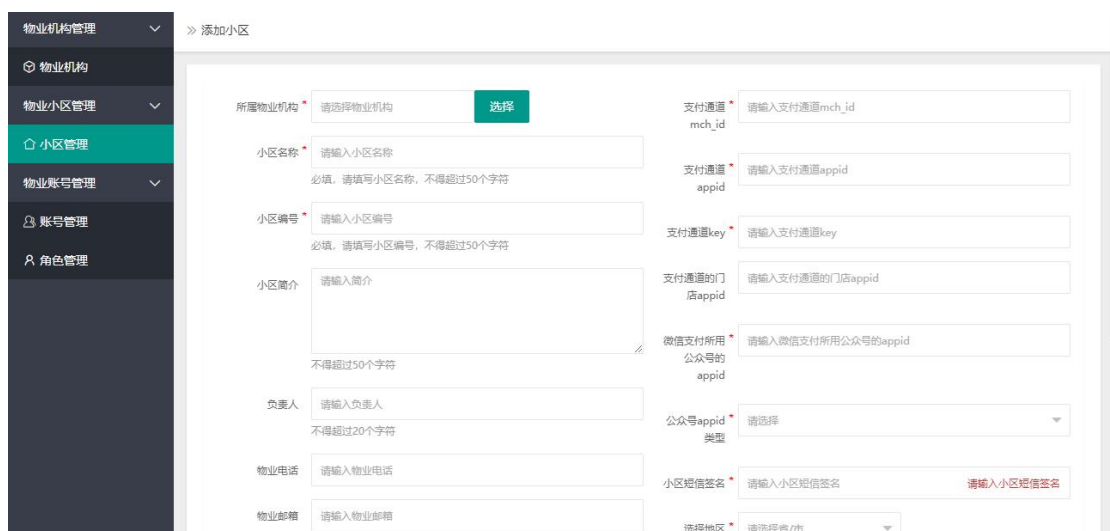 物业机构管理
物业机构
物业小区管理
小区管理
物业账号管理
账号管理
角色管理
» 添加小区
所属物业机构 * 请选择物业机构 选择
小区名称 * 请输入小区名称
必填，请填写小区名称，不得超过50个字符
小区编号 * 请输入小区编号
必填，请填写小区编号，不得超过50个字符
小区简介 请输入简介
不得超过50个字符
负责人 请输入负责人
不得超过20个字符
物业电话 请输入物业电话
物业邮箱 请输入物业邮箱
支付通道 * 请输入支付通道mch_id
mch_id
支付通道 * 请输入支付通道appid
appid
支付通道key * 请输入支付通道key
支付通道的门 请输入支付通道的门店appid
店appid
微信支付所用 * 请输入微信支付所用公众号的appid
公众号的
appid
公众号appid * 请选择
类型
小区短信签名 * 请输入小区短信签名 请输入小区短信签名
选择地区 * 请选择省/市